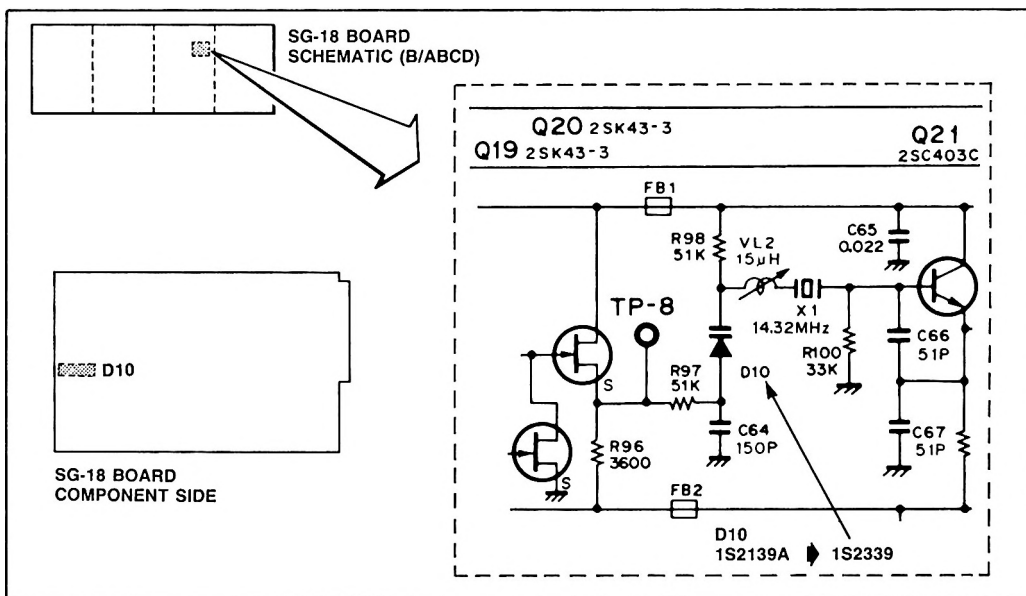 SG-18 BOARD
SCHEMATIC (B/ABCD)
Q20 2SK43-3
Q19 2SK43-3
Q21
2SC403C
FB1
R98
51K
VL2
15μH
C65
0.022
X1
14.32MHz
TP-8
R97
51K
D10
R100
33K
C66
51P
S
C64
150P
R96
3600
C67
51P
S
FB2
D10
1S2139A 1S2339
D10
SG-18 BOARD
COMPONENT SIDE